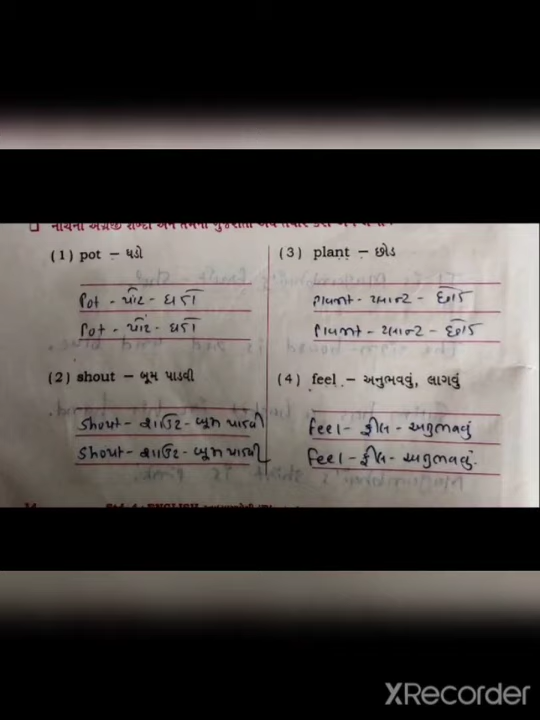 (1) pot – ઘડો
Pot - પોટ - ઘડો
Pot - પોટ - ઘડો
(2) shout – બૂમ પાડવી
Shout - શાઉટ - બૂમ પાડવી
Shout - શાઉટ - બૂમ પાડવી
(3) plant – છોડ
Plant - પ્લાન્ટ - છોડ
Plant - પ્લાન્ટ - છોડ
(4) feel – અનુભવવું, લાગવું
feel - ફીલ - અનુભવવું
feel - ફીલ - અનુભવવું.
XRecorder